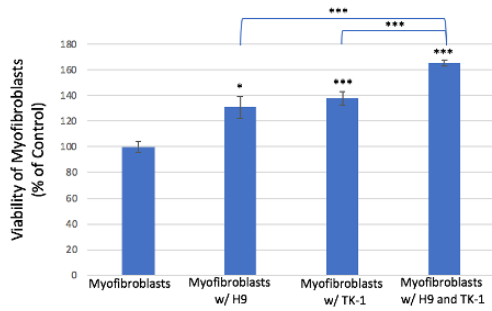 ***
***
Viability of Myofibroblasts
(% of Control)
180
160
140
120
100
80
60
40
20
0
*
***
***
Myofibroblasts
Myofibroblasts
w/ H9
Myofibroblasts
w/ TK-1
Myofibroblasts
w/ H9 and TK-1